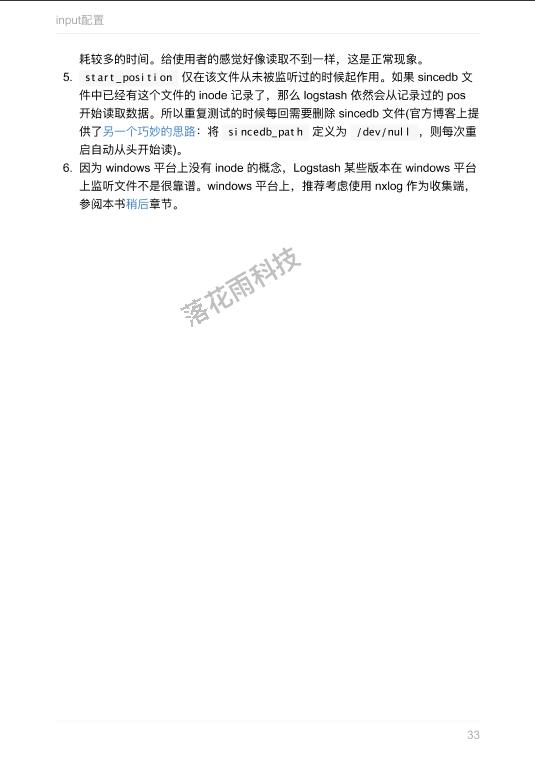 input配置
耗较多的时间。给使用者的感觉好像读取不到一样，这是正常现象。
5. start_position 仅在该文件从未被监听过的时候起作用。如果 sincedb 文
件中已经有这个文件的 inode 记录了，那么 logstash 依然会从记录过的 pos
开始读取数据。所以重复测试的时候每回需要删除 sincedb 文件(官方博客上提
供了另一个巧妙的思路：将 sincedb_path 定义为 /dev/null ，则每次重
启自动从头开始读)。
6. 因为 windows 平台上没有 inode 的概念，Logstash 某些版本在 windows 平台
上监听文件不是很靠谱。windows 平台上，推荐考虑使用 nxlog 作为收集端，
参阅本书稍后章节。
落花雨科技
33